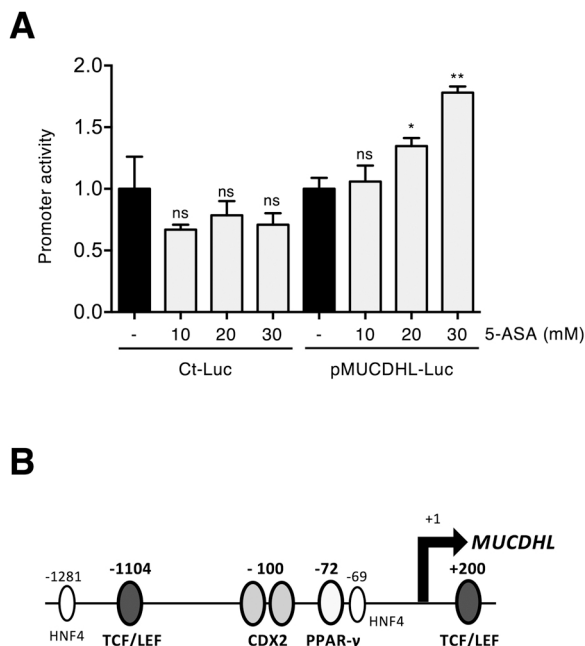 A
2.0
1.5
1.0
0.5
0.0
Promoter activity
ns ns ns ns * **
- 10 20 30 - 10 20 30 5-ASA (mM)
Ct-Luc pMUCDHL-Luc
B
+1
MUCDHL
-1281 -1104 - 100 -72 -69 +200
HNF4 TCF/LEF CDX2 PPAR-ν HNF4 TCF/LEF